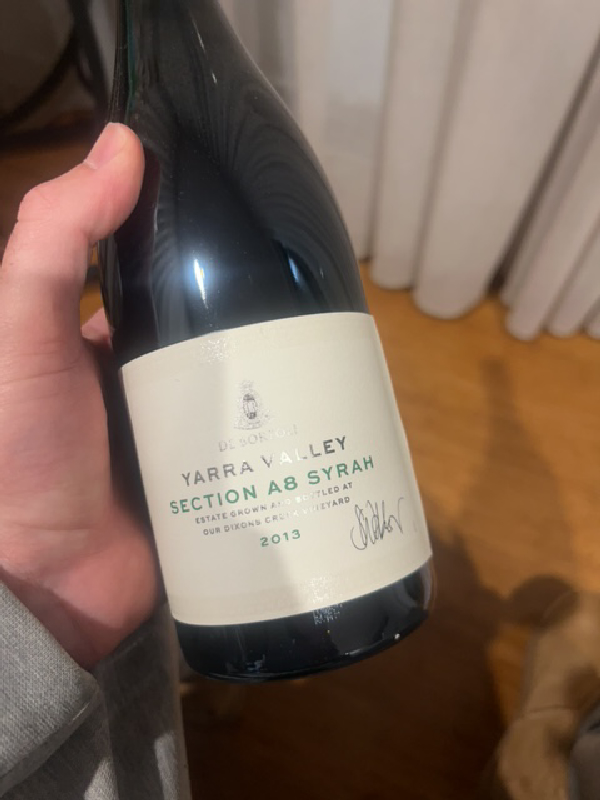 DE BORTOLI
YARRA VALLEY
SECTION A8 SYRAH
ESTATE GROWN AND BOTTLED AT
OUR DIXONS CREEK VINEYARD
2013